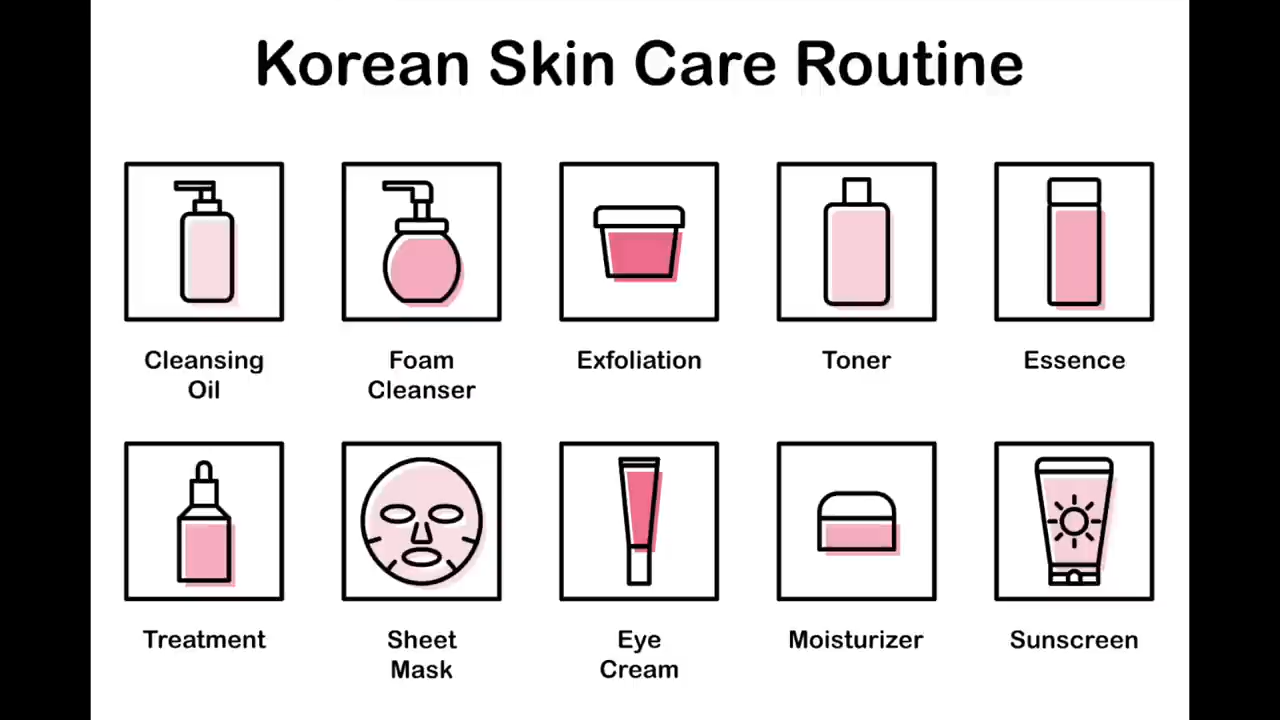 Korean Skin Care Routine
Cleansing
Oil
Foam
Cleanser
Exfoliation
Toner
Essence
Treatment
Sheet
Mask
Eye
Cream
Moisturizer
Sunscreen